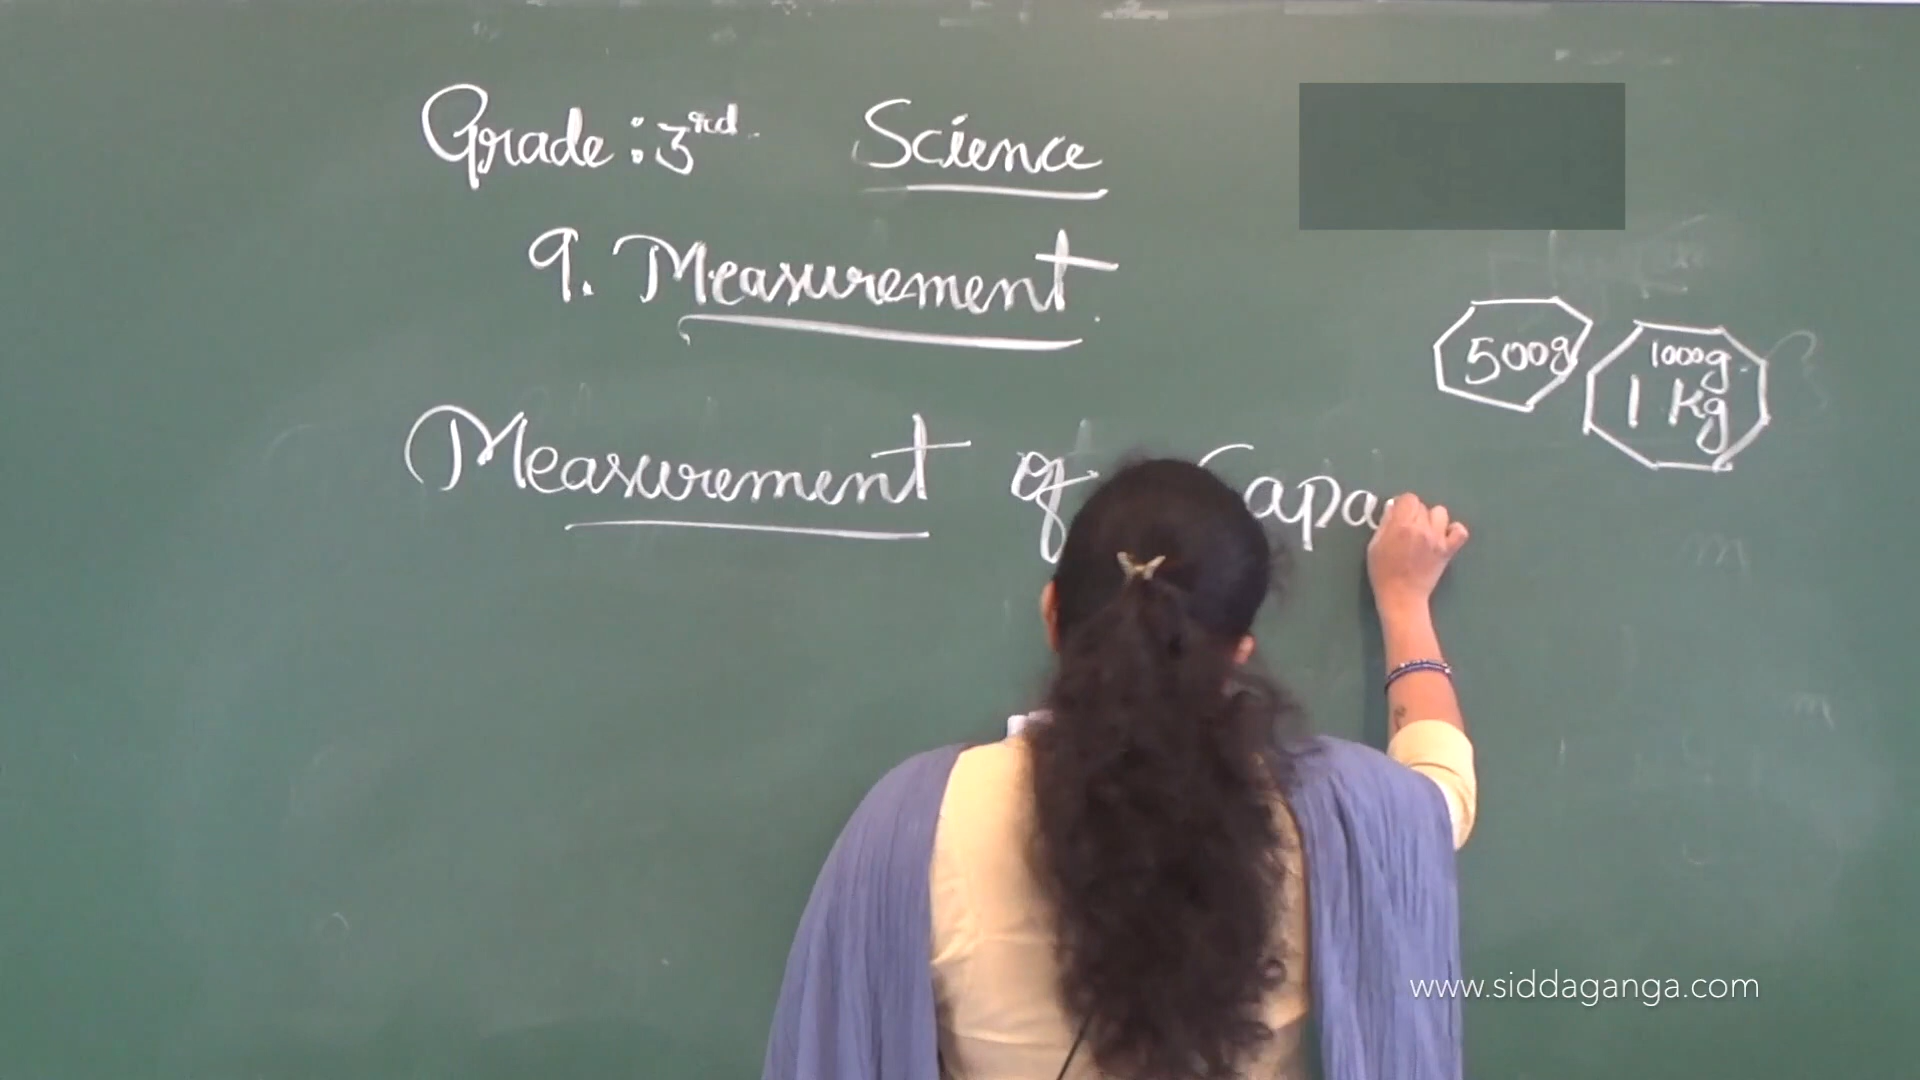 Grade: 3rd Science
9. Measurement.
500g
1000g
1 Kg
Measurement of Capa
www.siddaganga.com